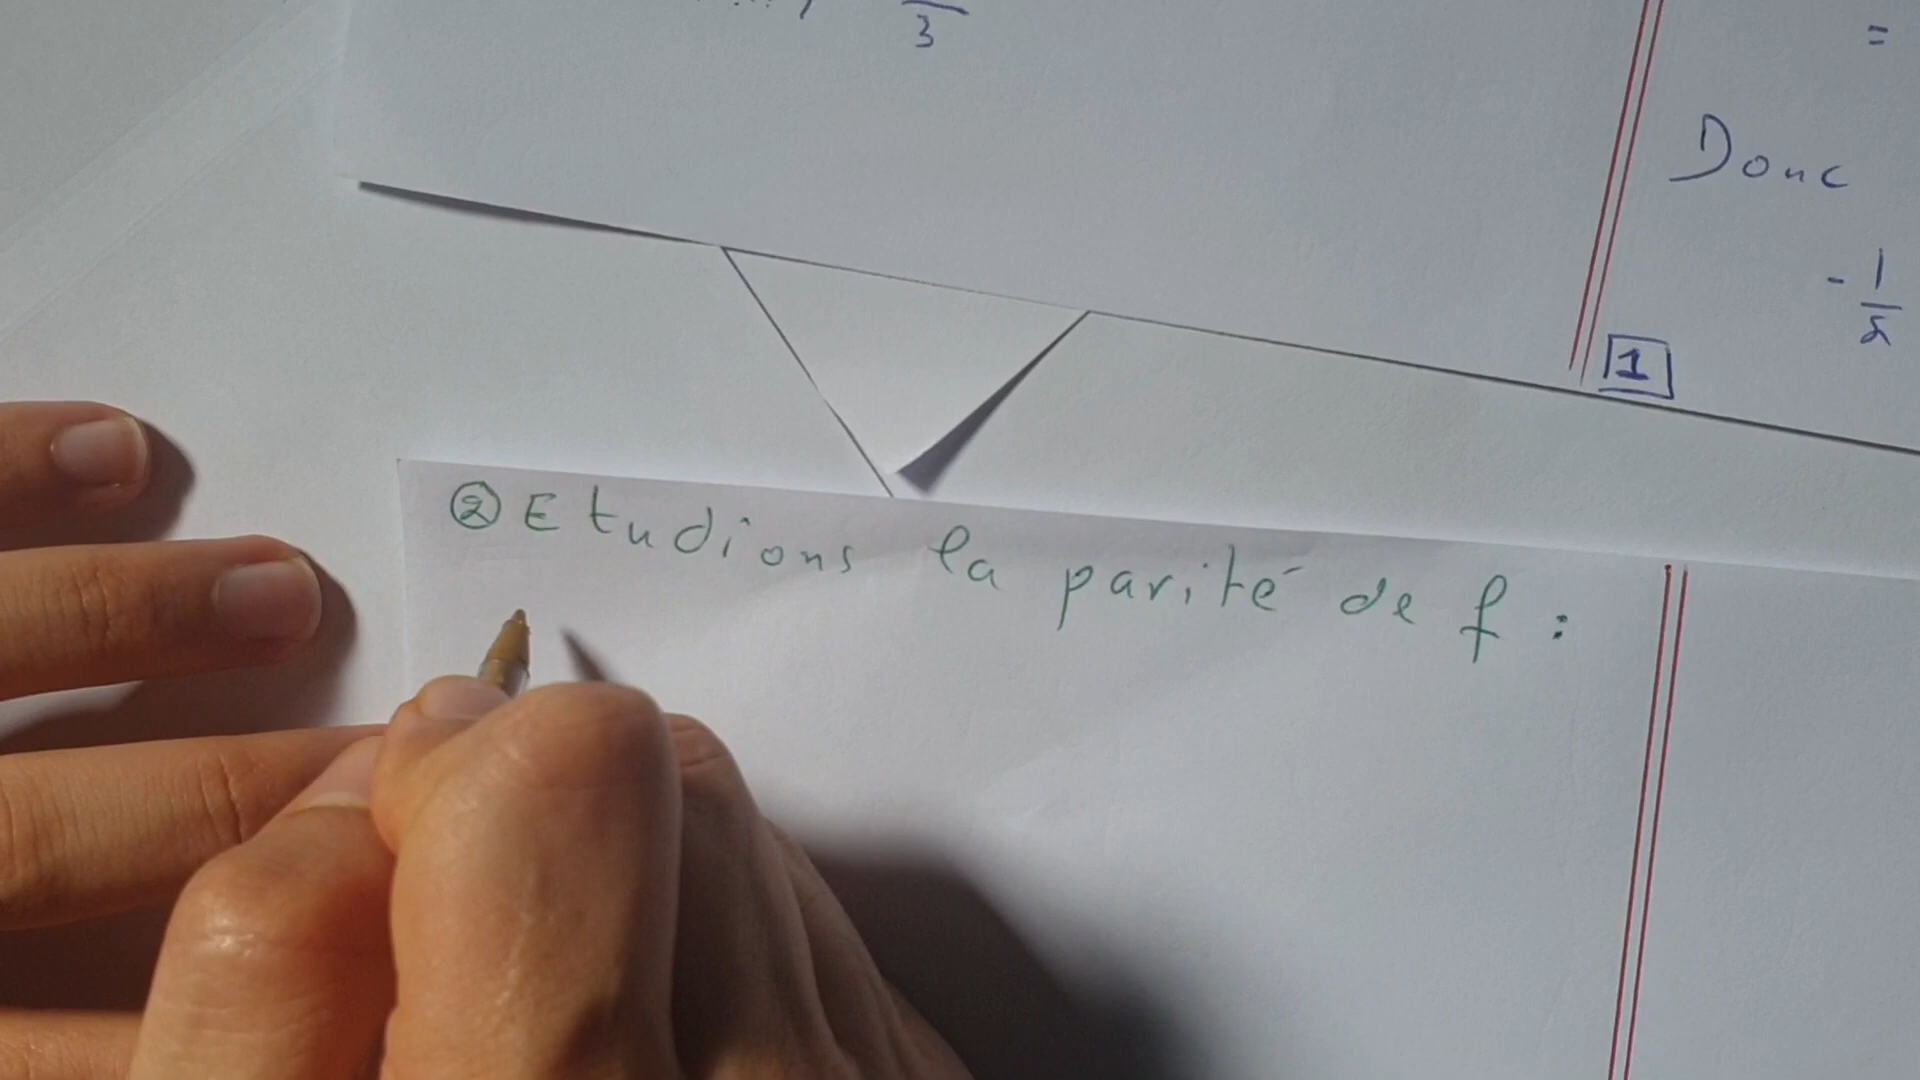 3
=
Donc
- 1/2
1
② Etudions la parité de f :